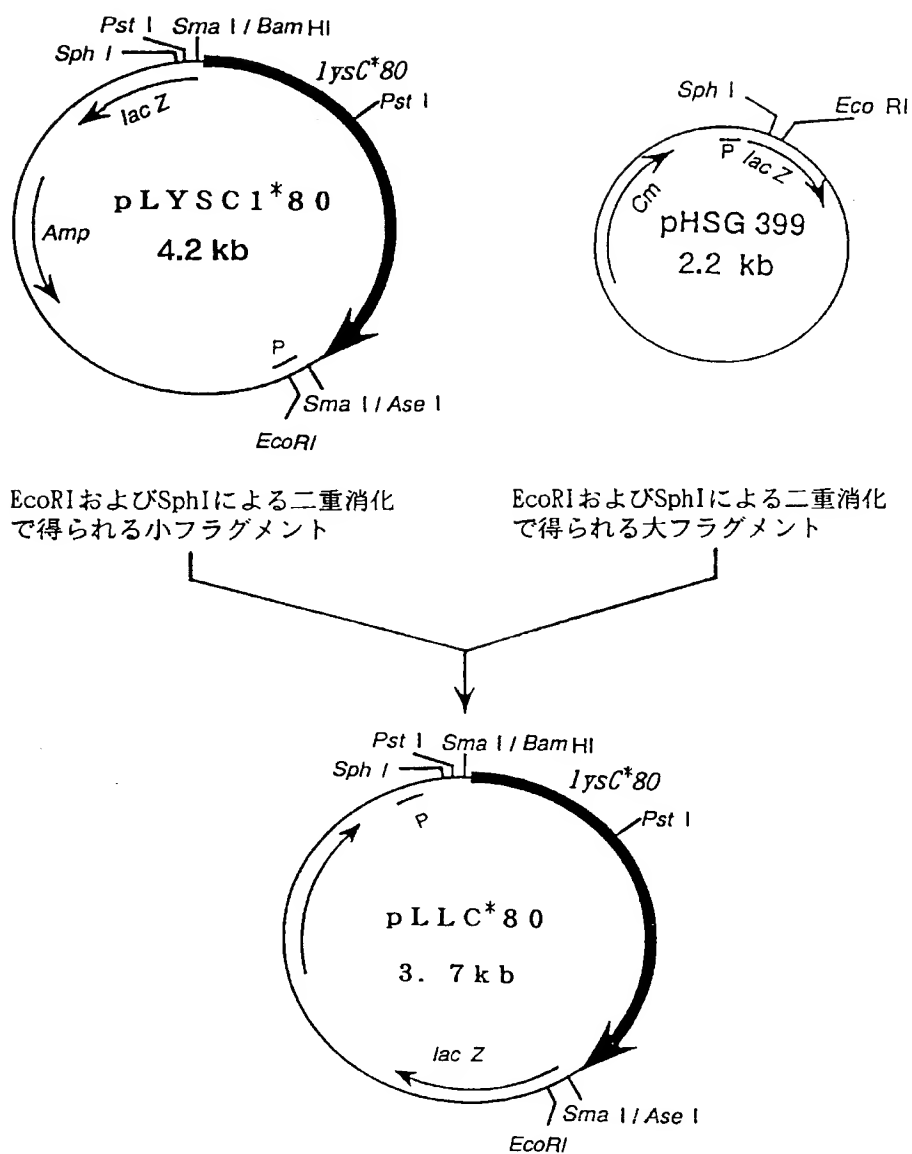 Pst I Sma I / Bam HI
Sph I
lysC*80
Pst I
lac Z
pLYSC1*80
4.2 kb
Amp
P
Sma I / Ase I
EcoRI
Sph I
Eco RI
P lac Z
Cm
pHSG 399
2.2 kb
EcoRIおよびSphIによる二重消化
で得られる小フラグメント
EcoRIおよびSphIによる二重消化
で得られる大フラグメント
Pst I Sma I / Bam HI
Sph I
lysC*80
P
Pst I
pLLC*80
3. 7kb
lac Z
Sma I / Ase I
EcoRI